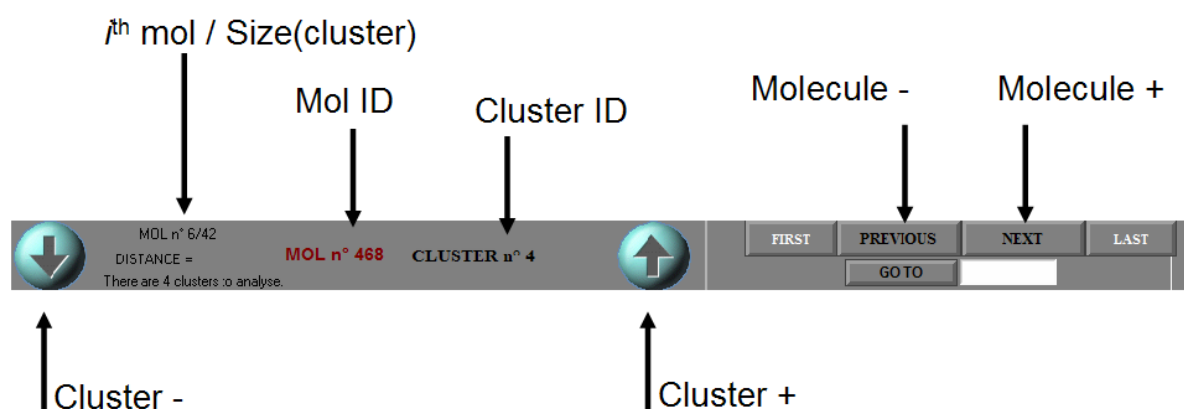 ith mol / Size(cluster)
Mol ID
Cluster ID
Molecule -
Molecule +
MOL n° 6/42
DISTANCE =
There are 4 clusters :o analyse.
MOL n° 468
CLUSTER n° 4
FIRST
PREVIOUS
NEXT
LAST
GO TO
Cluster -
Cluster +